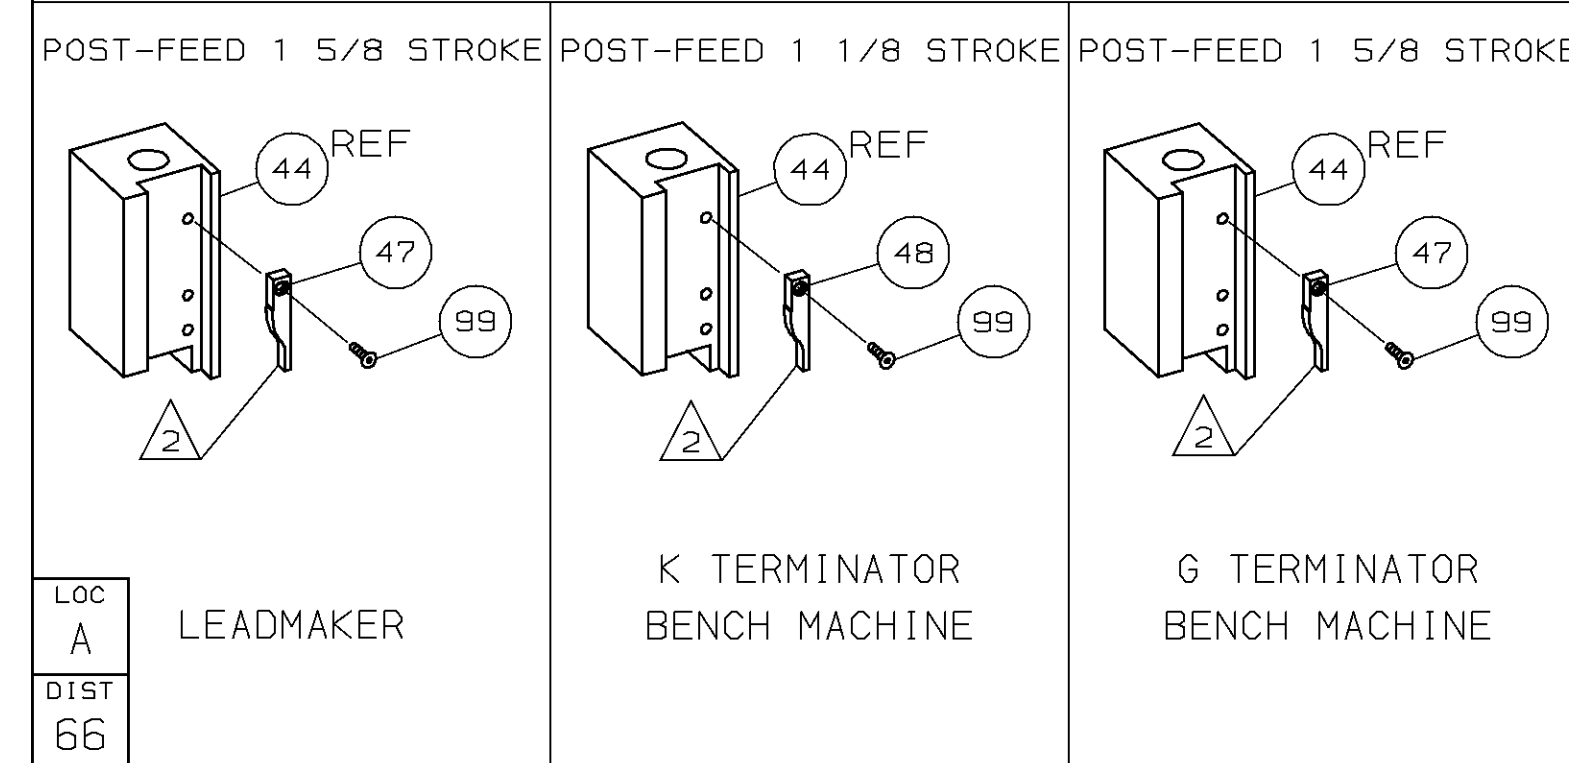 POST-FEED 1 5/8 STROKE
44 REF
47
99
2
LEADMAKER
POST-FEED 1 1/8 STROKE
44 REF
48
99
2
K TERMINATOR
BENCH MACHINE
POST-FEED 1 5/8 STROKE
44 REF
47
99
2
G TERMINATOR
BENCH MACHINE
LOC
A
DIST
66